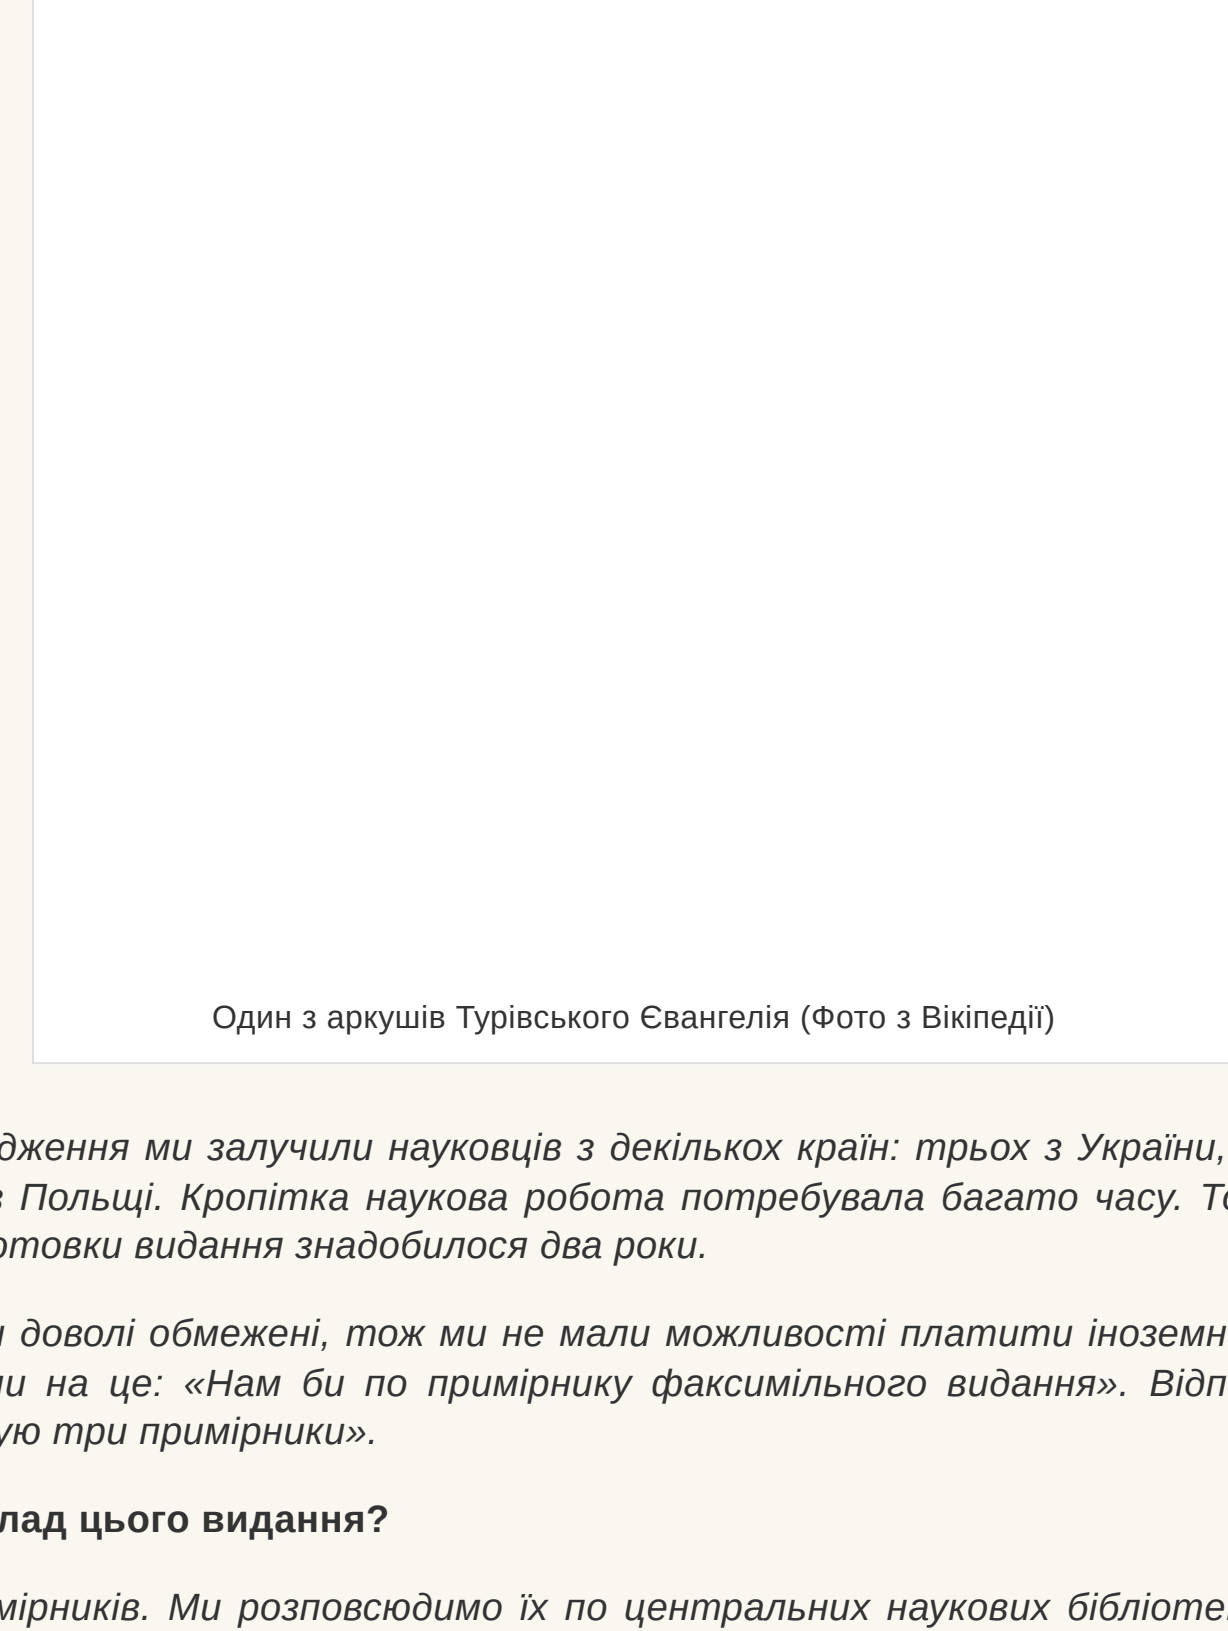 Один з аркушів Турівського Євангелія (Фото з Вікіпедії)
дження ми залучили науковців з декількох країн: трьох з України,
з Польщі. Кропітка наукова робота потребувала багато часу. То
отовки видання знадобилося два роки.
доволі обмежені, тож ми не мали можливості платити іноземн
ли на це: «Нам би по примірнику факсимільного видання». Відп
ую три примірники».
лад цього видання?
мірників. Ми розповсюдимо їх по центральних наукових бібліоте